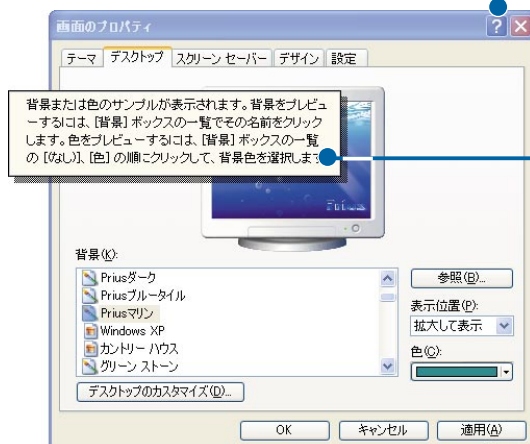 画面のプロパティ
テーマ デスクトップ スクリーン セーバー デザイン 設定
背景または色のサンプルが表示されます。背景をプレビュ
ーするには、[背景] ボックスの一覧でその名前をクリック
します。色をプレビューするには、[背景] ボックスの一覧
の [(なし)]、[色] の順にクリックして、背景色を選択します
Prius
背景(K):
Priusダーク
Priusブルータイル
Priusマリン
Windows XP
カントリー ハウス
グリーン ストーン
参照(B)...
表示位置(P):
拡大して表示
色(C):
デスクトップのカスタマイズ(D)...
OK キャンセル 適用(A)